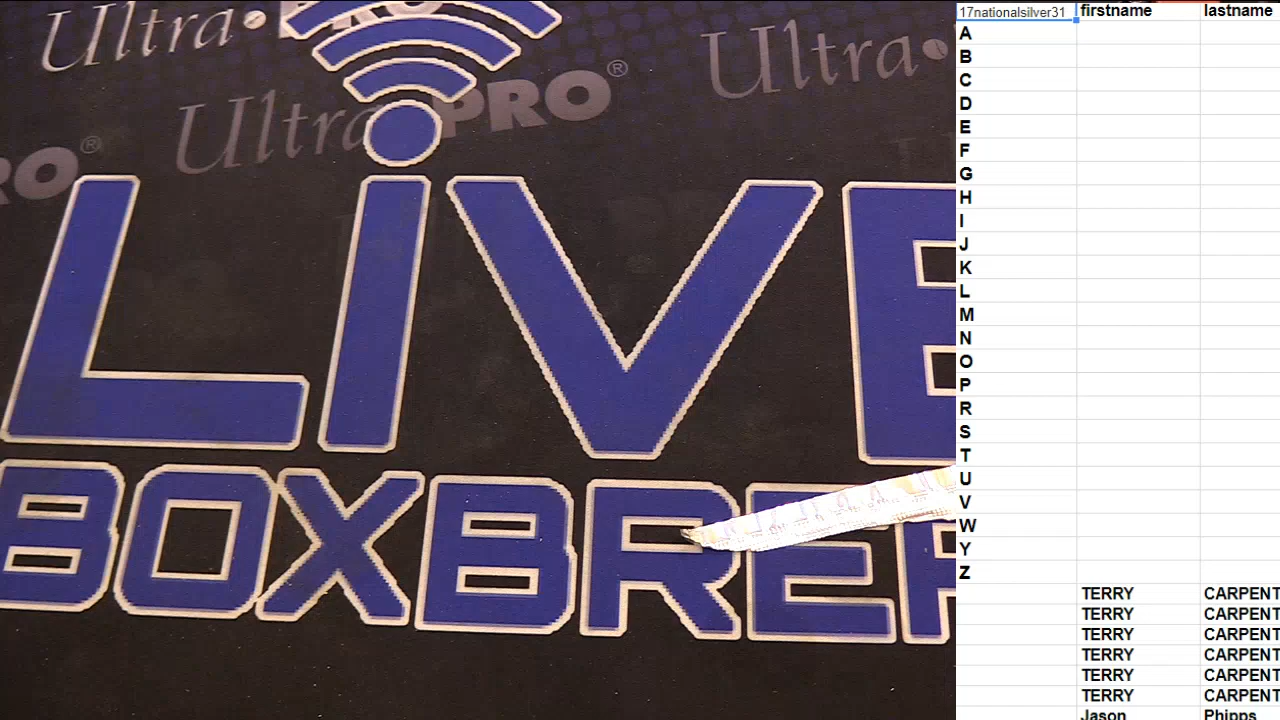 Ultra•PRO
Ultra•PRO®
Ultra•
RO®
LiVE
BOXBRE
17nationalsilver31 firstname lastname
A
B
C
D
E
F
G
H
I
J
K
L
M
N
O
P
R
S
T
U
V
W
Y
Z
TERRY CARPENT
TERRY CARPENT
TERRY CARPENT
TERRY CARPENT
TERRY CARPENT
TERRY CARPENT
Jason Phipps